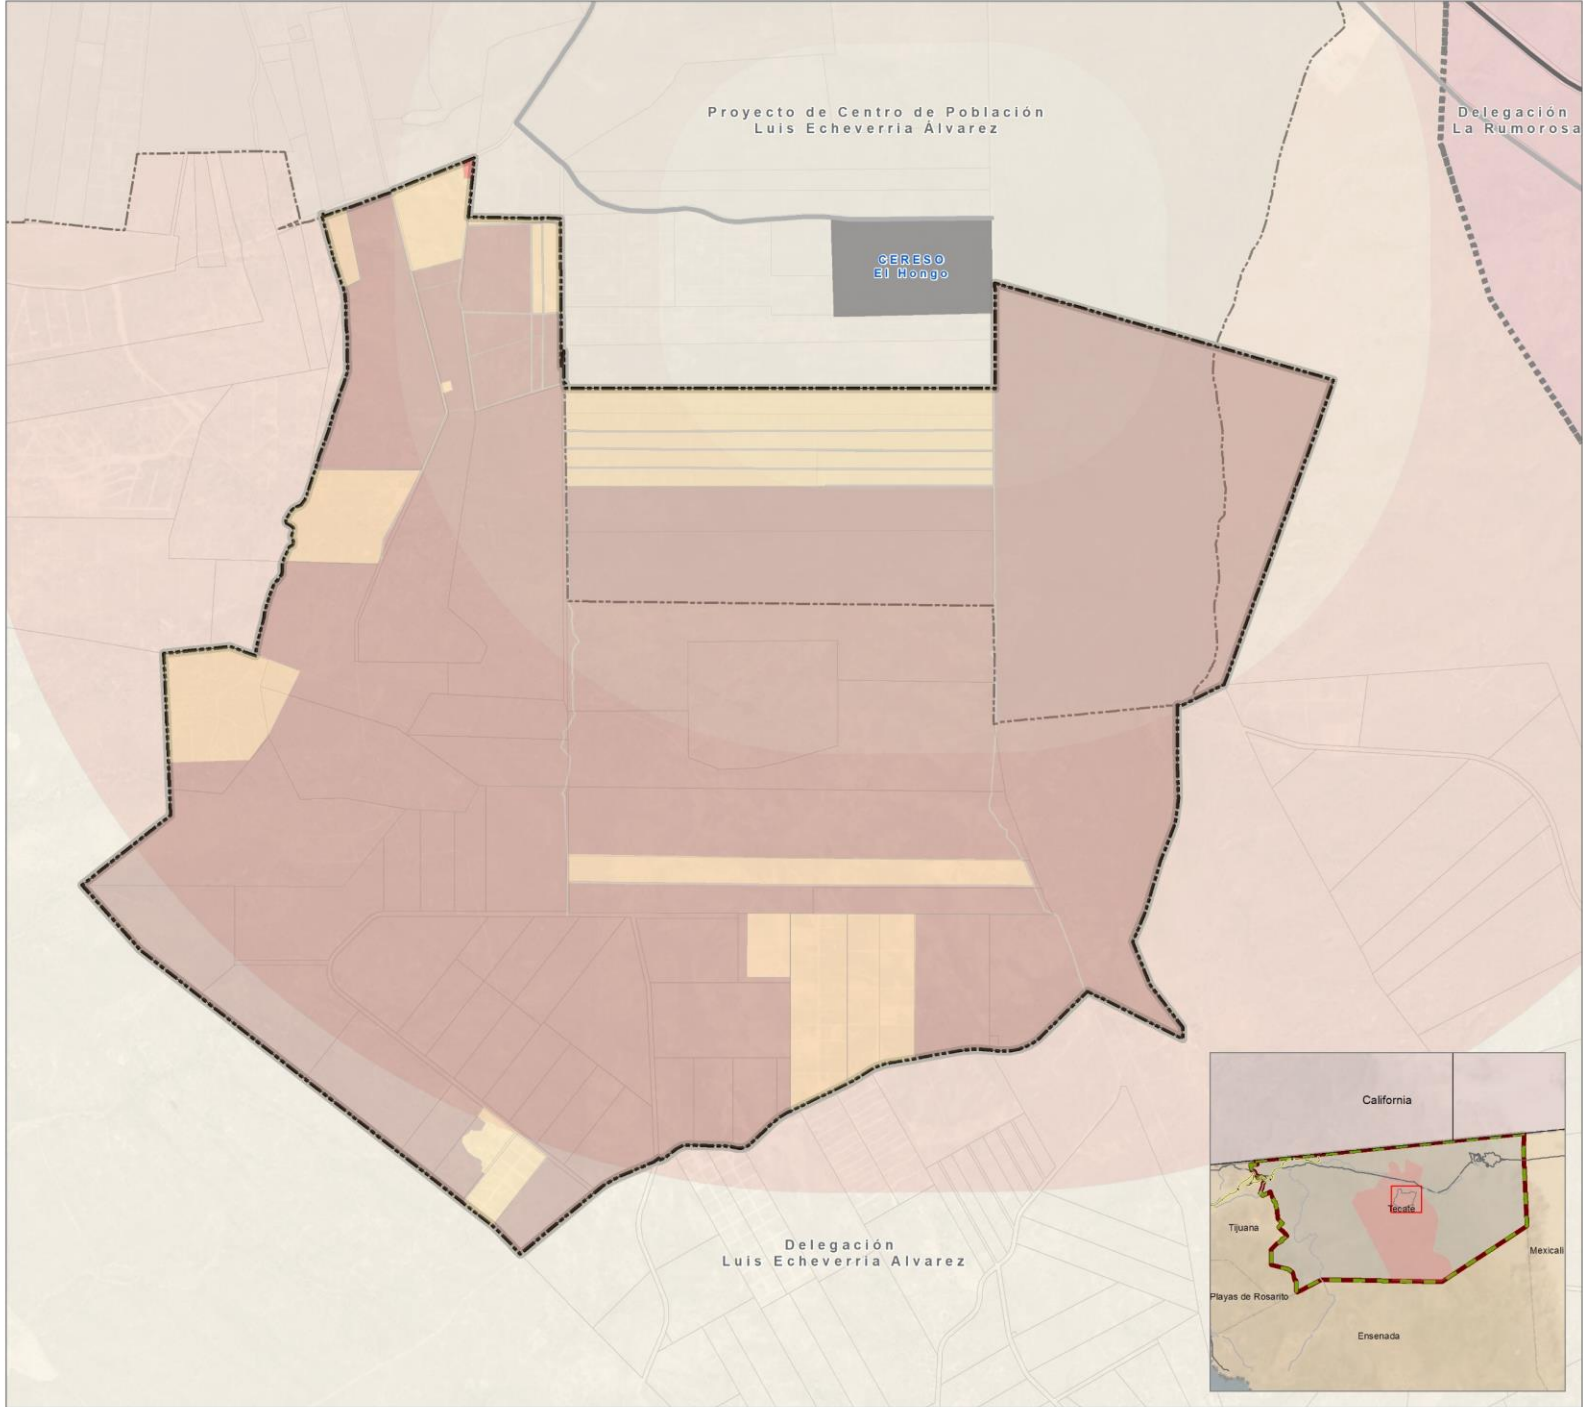 Proyecto de Centro de Población
Luis Echeverria Álvarez
Delegación
La Rumorosa
CERESO
El Hongo
Delegación
Luis Echeverria Alvarez
California
Tecate
Tijuana
Mexicali
Playas de Rosarito
Ensenada